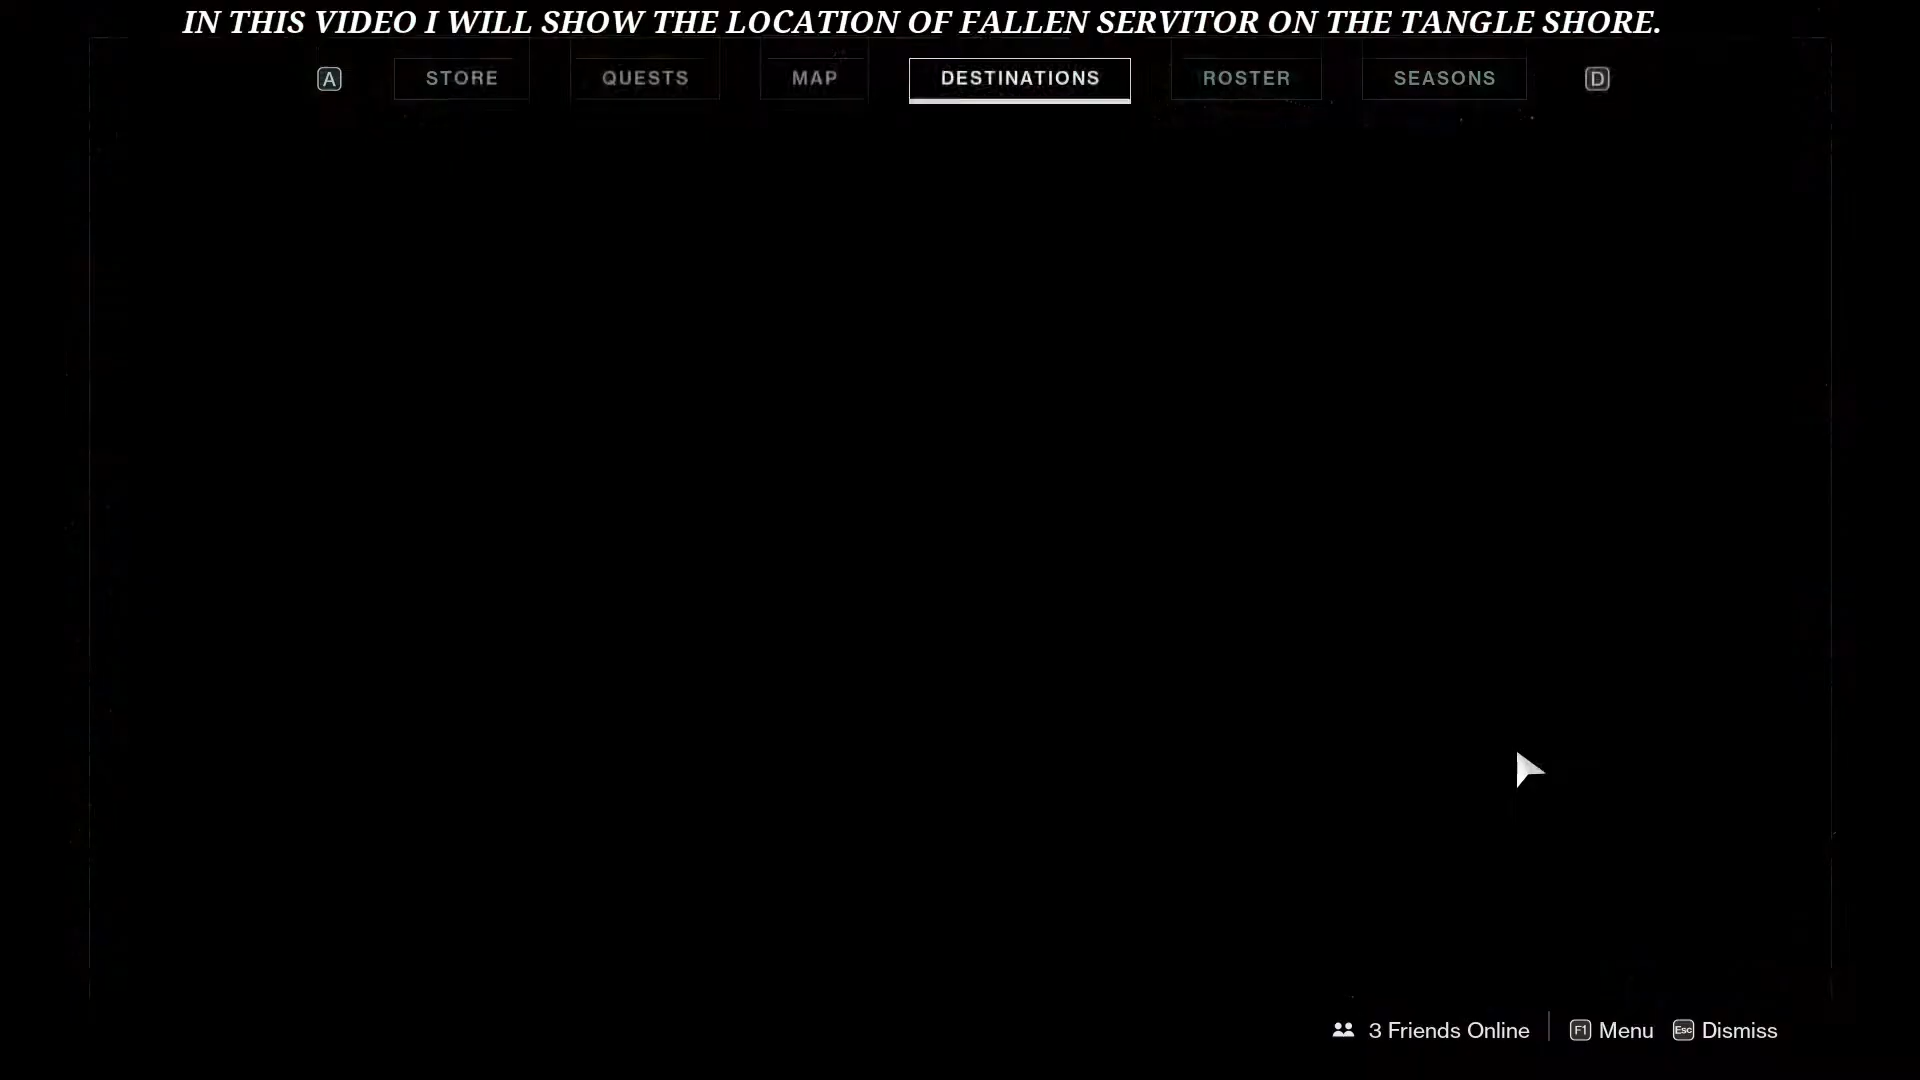 IN THIS VIDEO I WILL SHOW THE LOCATION OF FALLEN SERVITOR ON THE TANGLE SHORE.
A STORE QUESTS MAP DESTINATIONS ROSTER SEASONS D
3 Friends Online F1 Menu Esc Dismiss